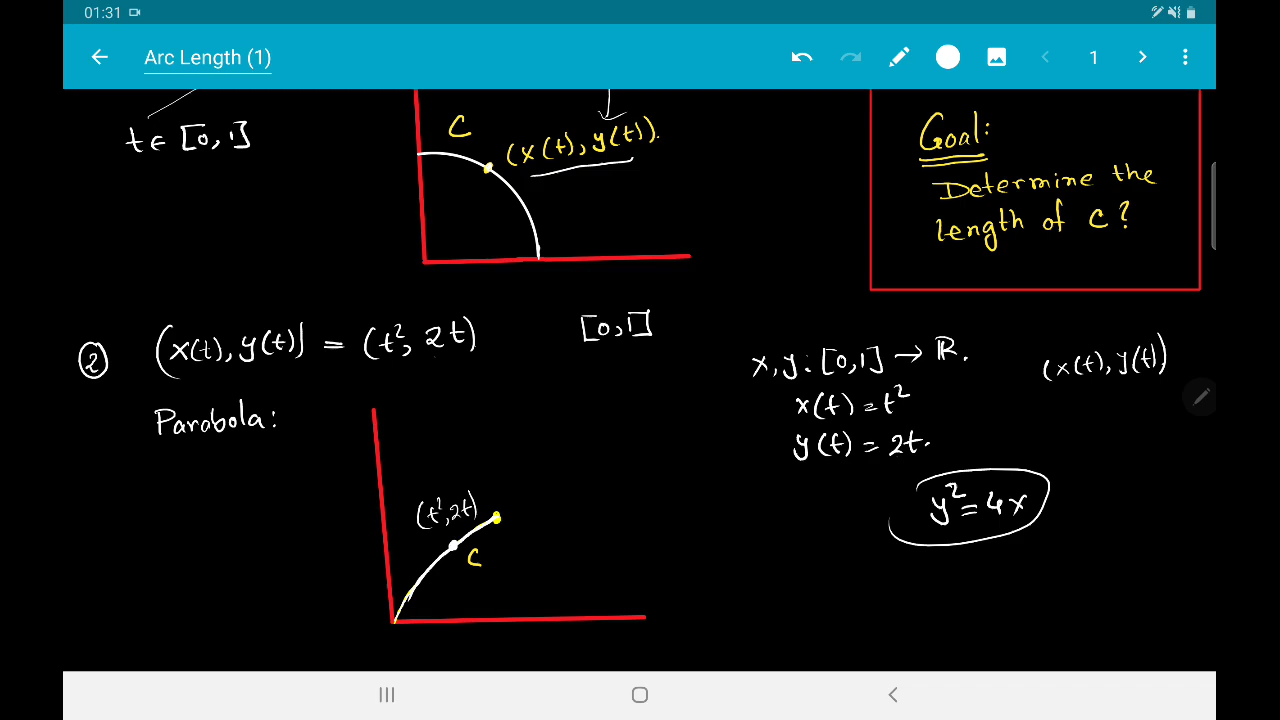 01:31
Arc Length (1)
1
t ∈ [0,1]
C
(x(t), y(t)).
Goal:
Determine the
length of C?
② (x(t), y(t)) = (t², 2t) [0,1]
Parabola:
x, y : [0,1] → ℝ.
x(t) = t²
y(t) = 2t.
(x(t), y(t))
y² = 4x
(t², 2t)
C